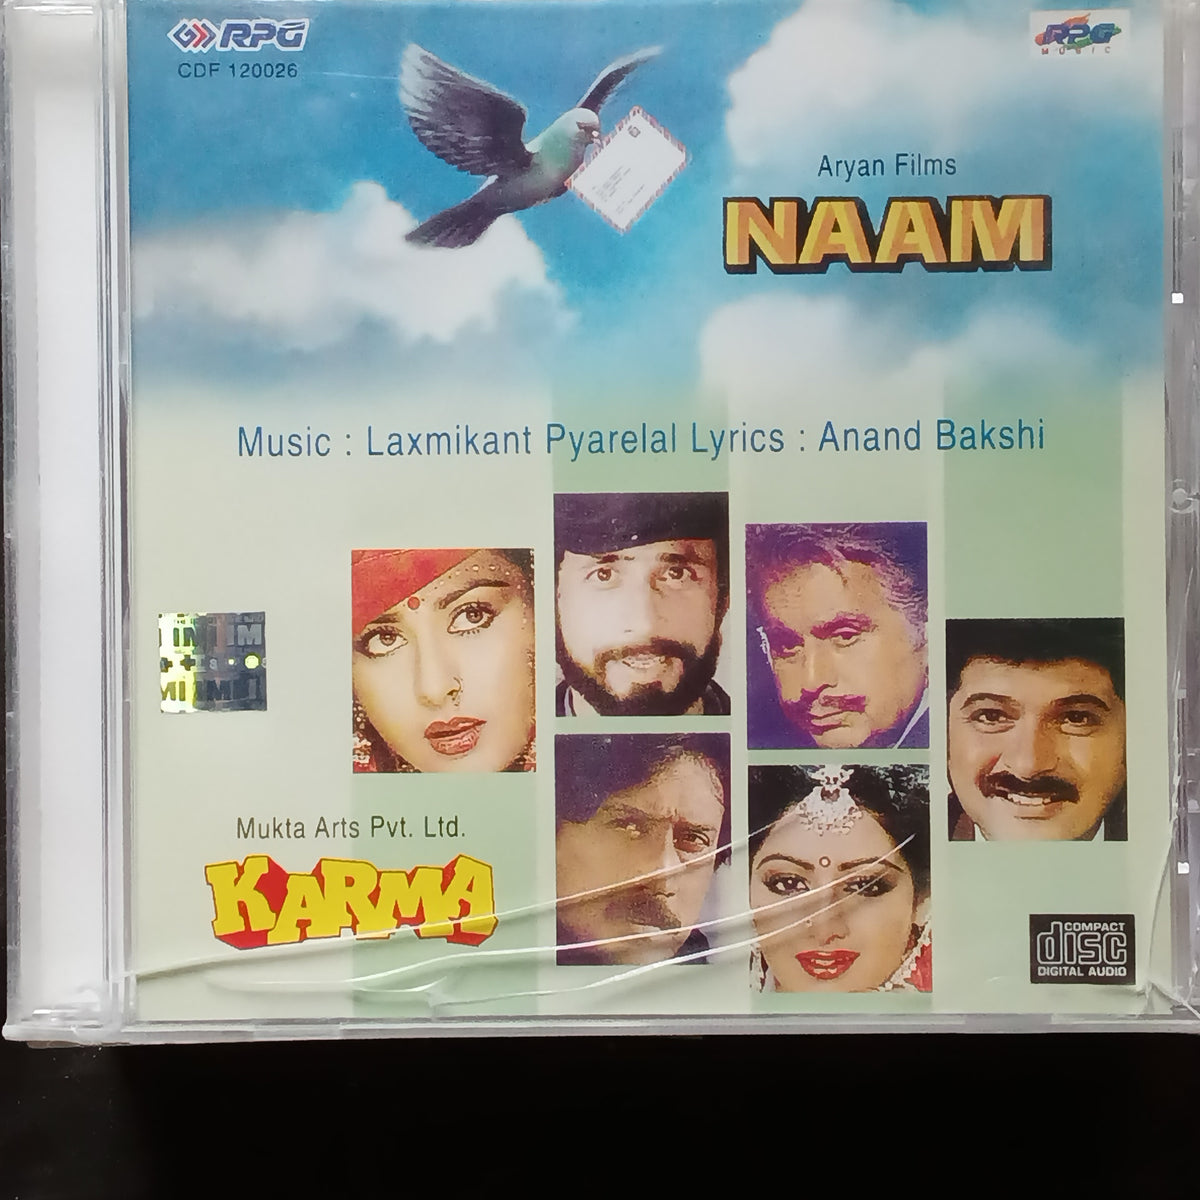 RPG
CDF 120026
RPG
MUSIC
Aryan Films
NAAM
Music : Laxmikant Pyarelal Lyrics : Anand Bakshi
Mukta Arts Pvt. Ltd.
KARMA
COMPACT
disc
DIGITAL AUDIO